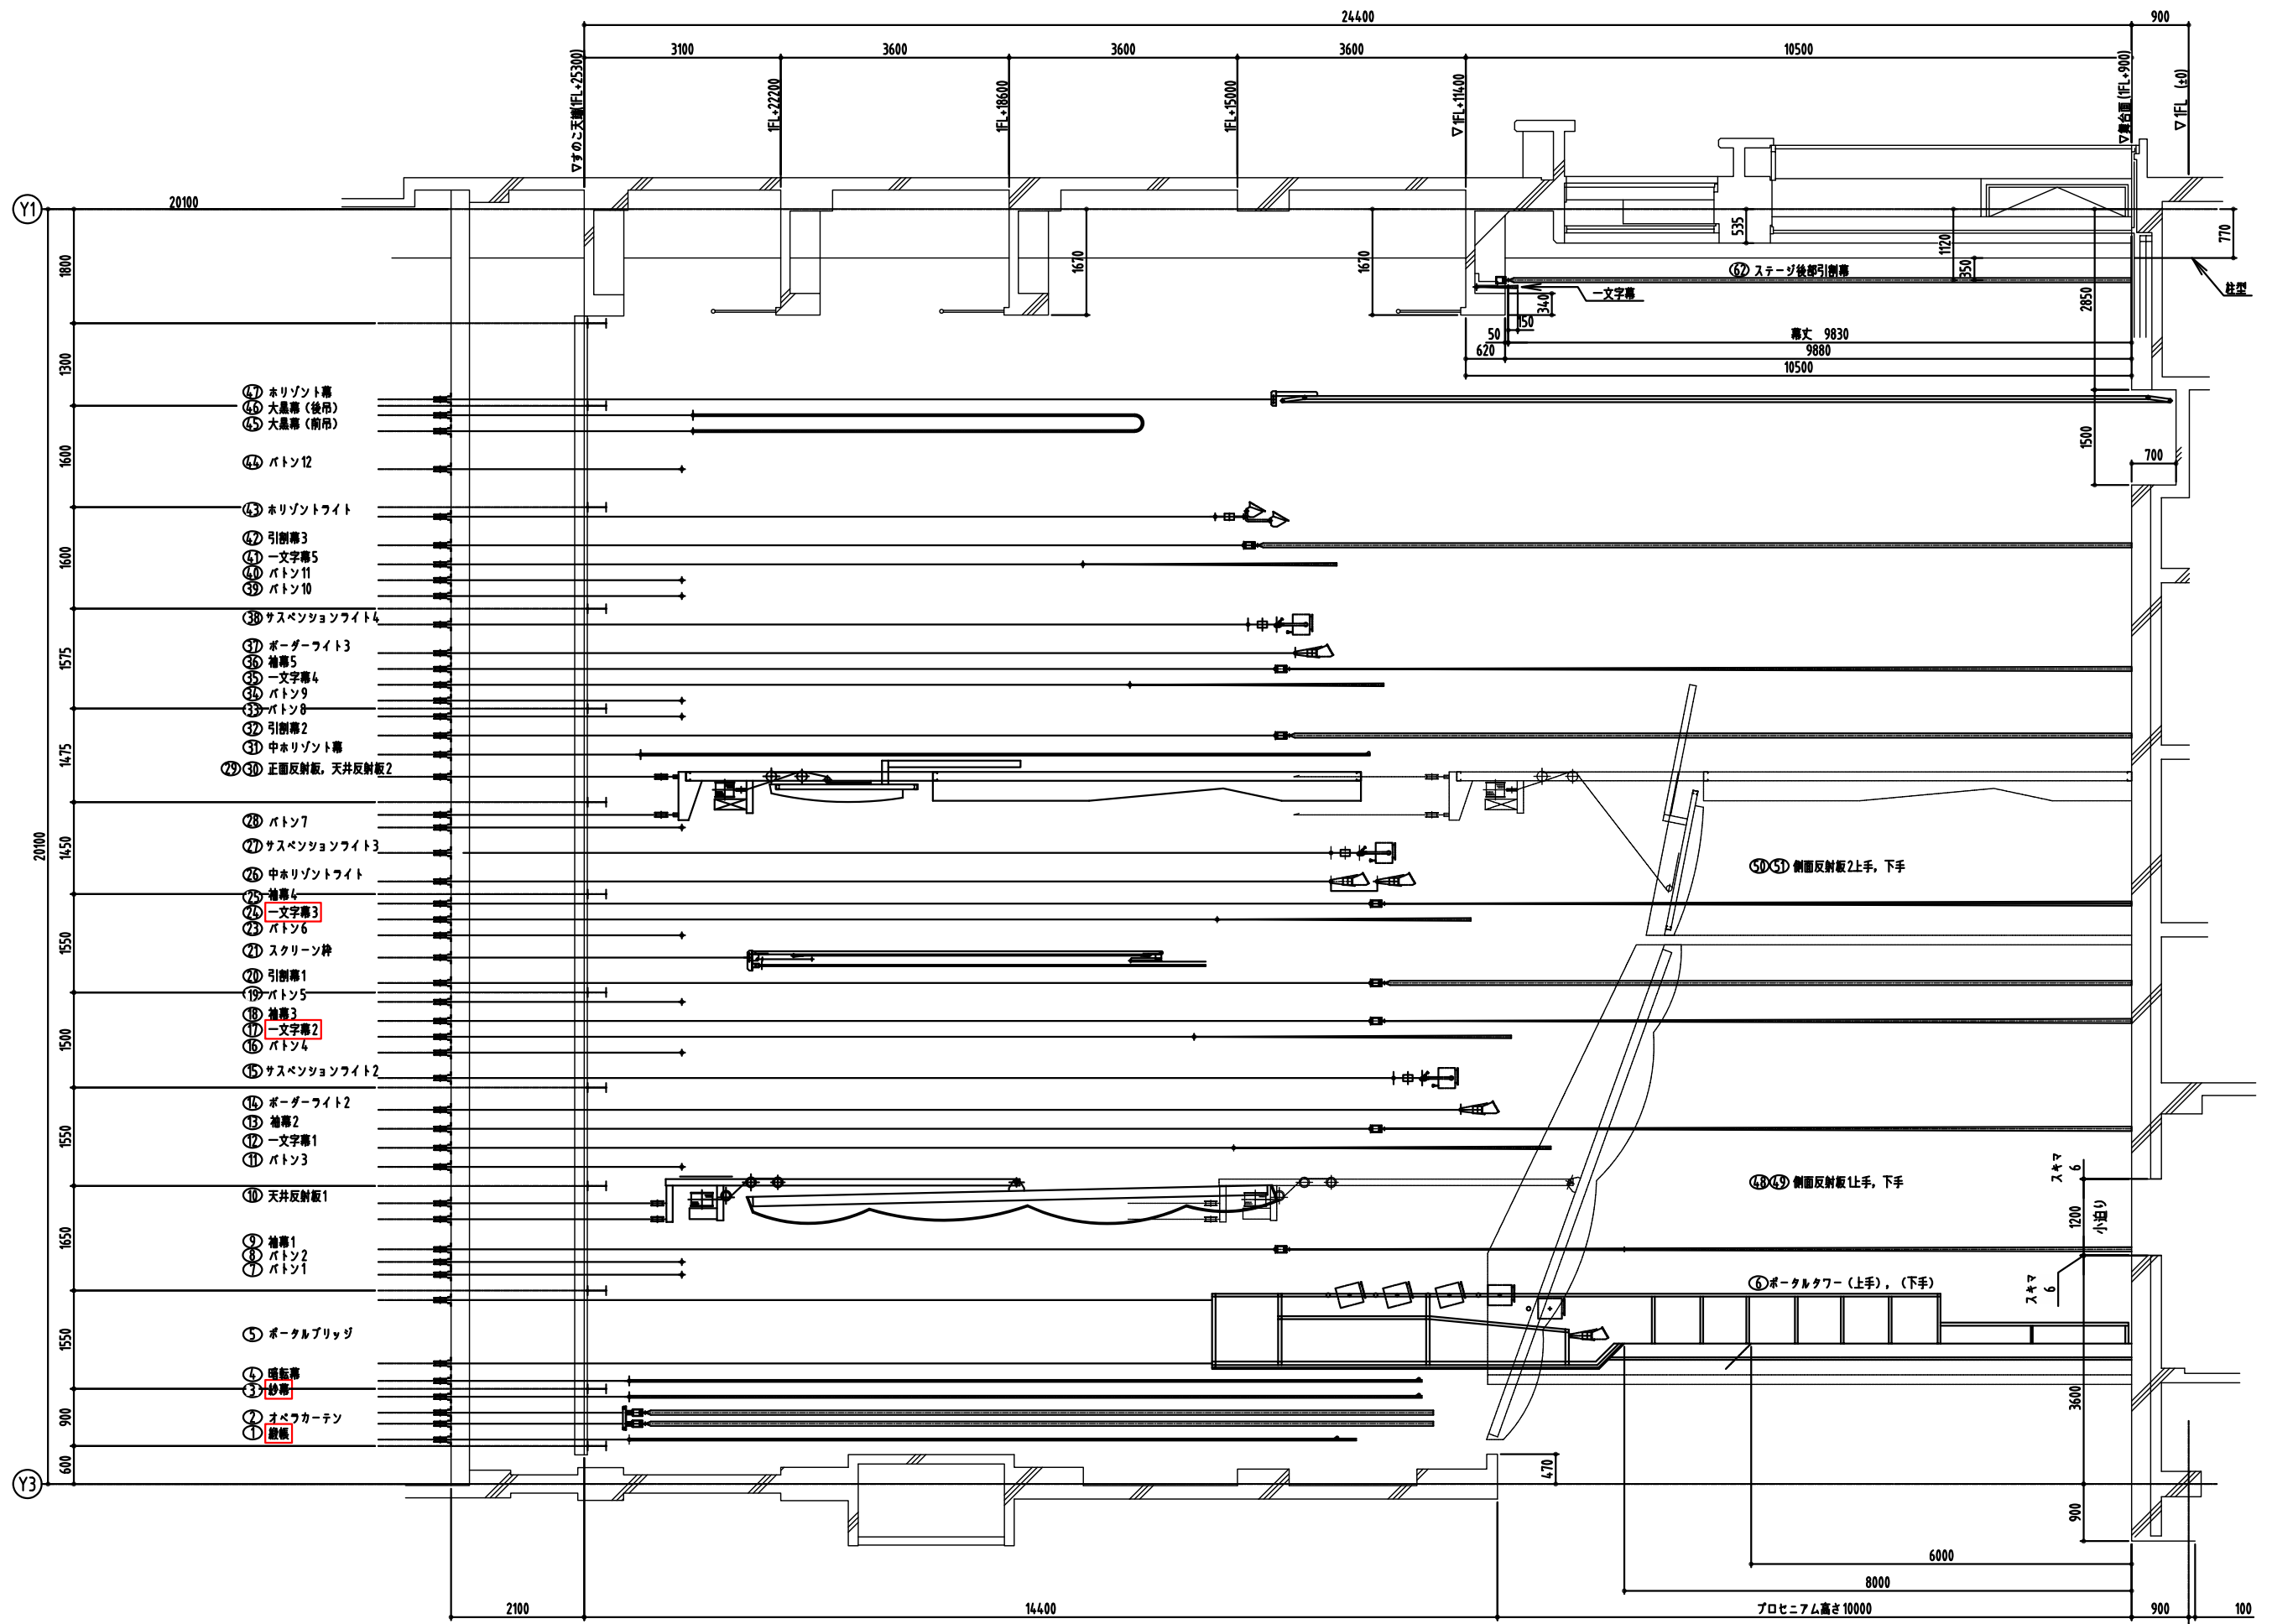 24400
900
3100
3600
3600
3600
10500
▽すのこ天端(1FL+25300)
1FL+22200
1FL+18600
1FL+15000
▽1FL+11400
▽舞台面(1FL+900)
▽1FL (±0)
Y1
20100
1800
1670
1670
535
1120
350
770
2850
㊷ ステージ後部引割幕
一文字幕
柱型
340
150
50
幕丈 9830
620
9880
10500
1300
㊼ ホリゾント幕
㊻ 大黒幕(後吊)
㊺ 大黒幕(前吊)
1600
1500
700
㊹ バトン12
㊸ ホリゾントライト
㊷ 引割幕3
1600
㊶ 一文字幕5
㊵ バトン11
㊴ バトン10
㊳ サスペンションライト4
㊲ ボーダーライト3
1575
㊱ 袖幕5
㉟ 一文字幕4
㉞ バトン9
㉝ バトン8
㉜ 引割幕2
1475
㉛ 中ホリゾント幕
㉙㉚ 正面反射板, 天井反射板2
㉘ バトン7
20100
1450
㉗ サスペンションライト3
㉖ 中ホリゾントライト
㊿51 側面反射板2上手, 下手
㉕ 袖幕4
㉔ 一文字幕3
㉓ バトン6
1550
㉑ スクリーン枠
⑳ 引割幕1
⑲ バトン5
⑱ 袖幕3
⑰ 一文字幕2
1500
⑯ バトン4
⑮ サスペンションライト2
⑭ ボーダーライト2
⑬ 袖幕2
1550
⑫ 一文字幕1
⑪ バトン3
⑩ 天井反射板1
㊽㊾ 側面反射板1上手, 下手
スキマ
6
1200
小迫り
1650
⑨ 袖幕1
⑧ バトン2
⑦ バトン1
⑥ ポータルタワー(上手), (下手)
スキマ
6
1550
⑤ ポータルブリッジ
④ 暗転幕
③ 紗幕
3600
900
② オペラカーテン
① 緞帳
600
470
Y3
900
6000
8000
2100
14400
プロセニアム高さ10000
900
100